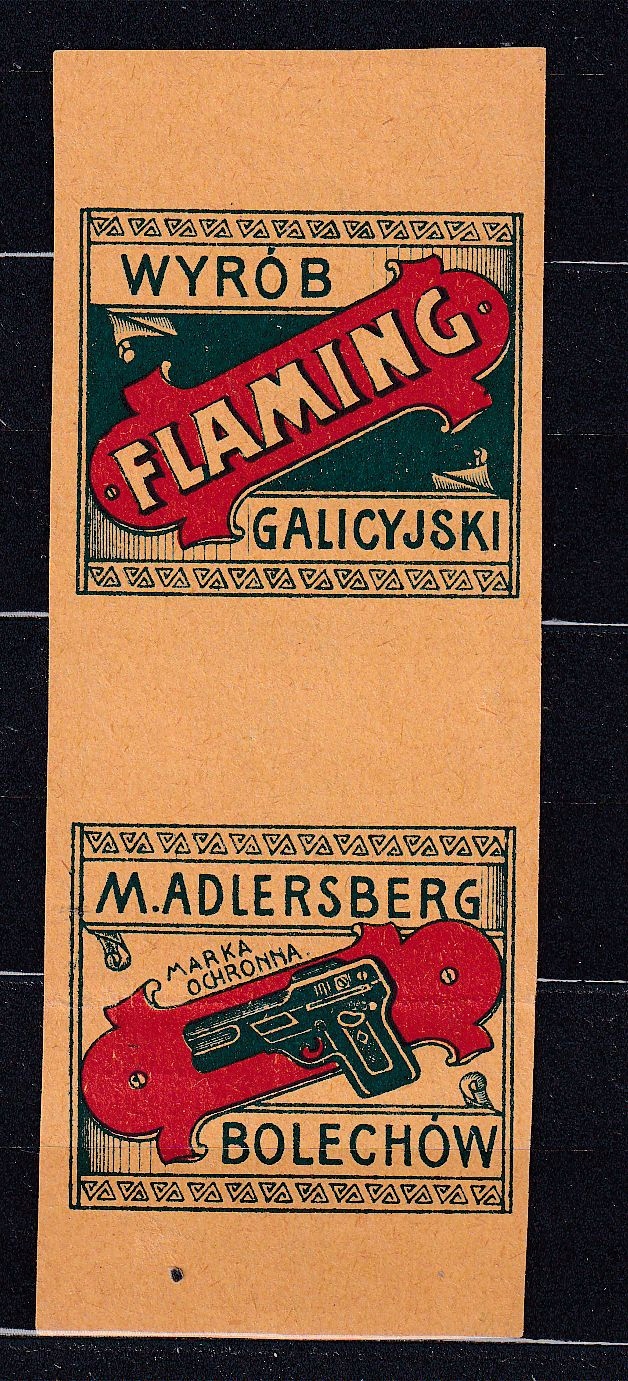 WYRÓB
FLAMING
GALICYJSKI
M.ADLERSBERG
MARKA
OCHRONNA.
BOLECHÓW